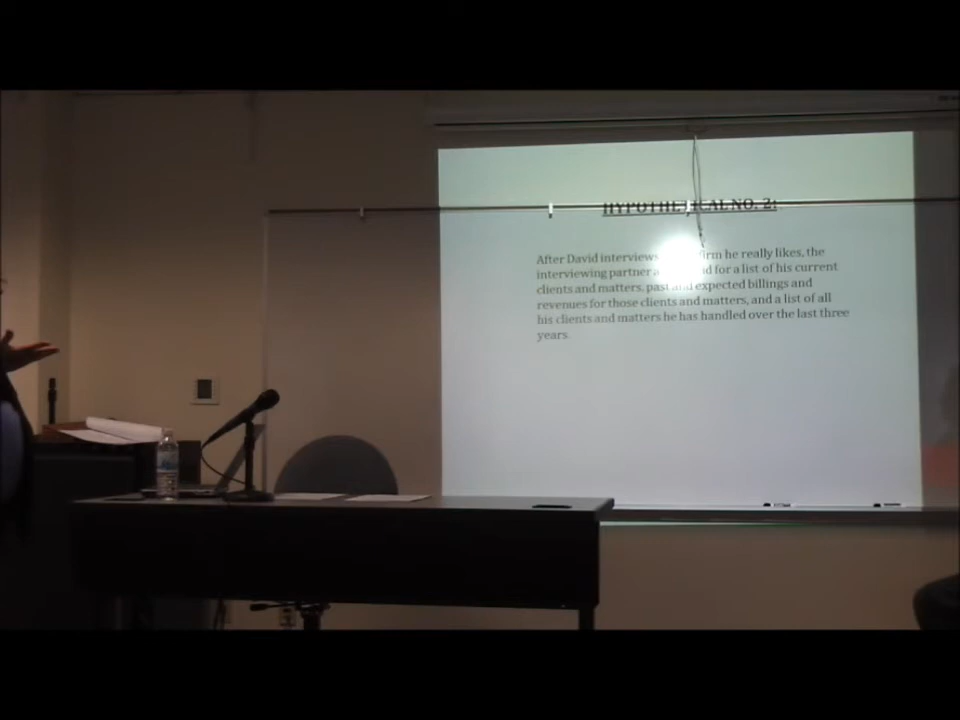 HYPOTHETICAL NO. 2:
After David interviews firm he really likes, the
interviewing partner for a list of his current
clients and matters, past and expected billings and
revenues for those clients and matters, and a list of all
his clients and matters he has handled over the last three
years.